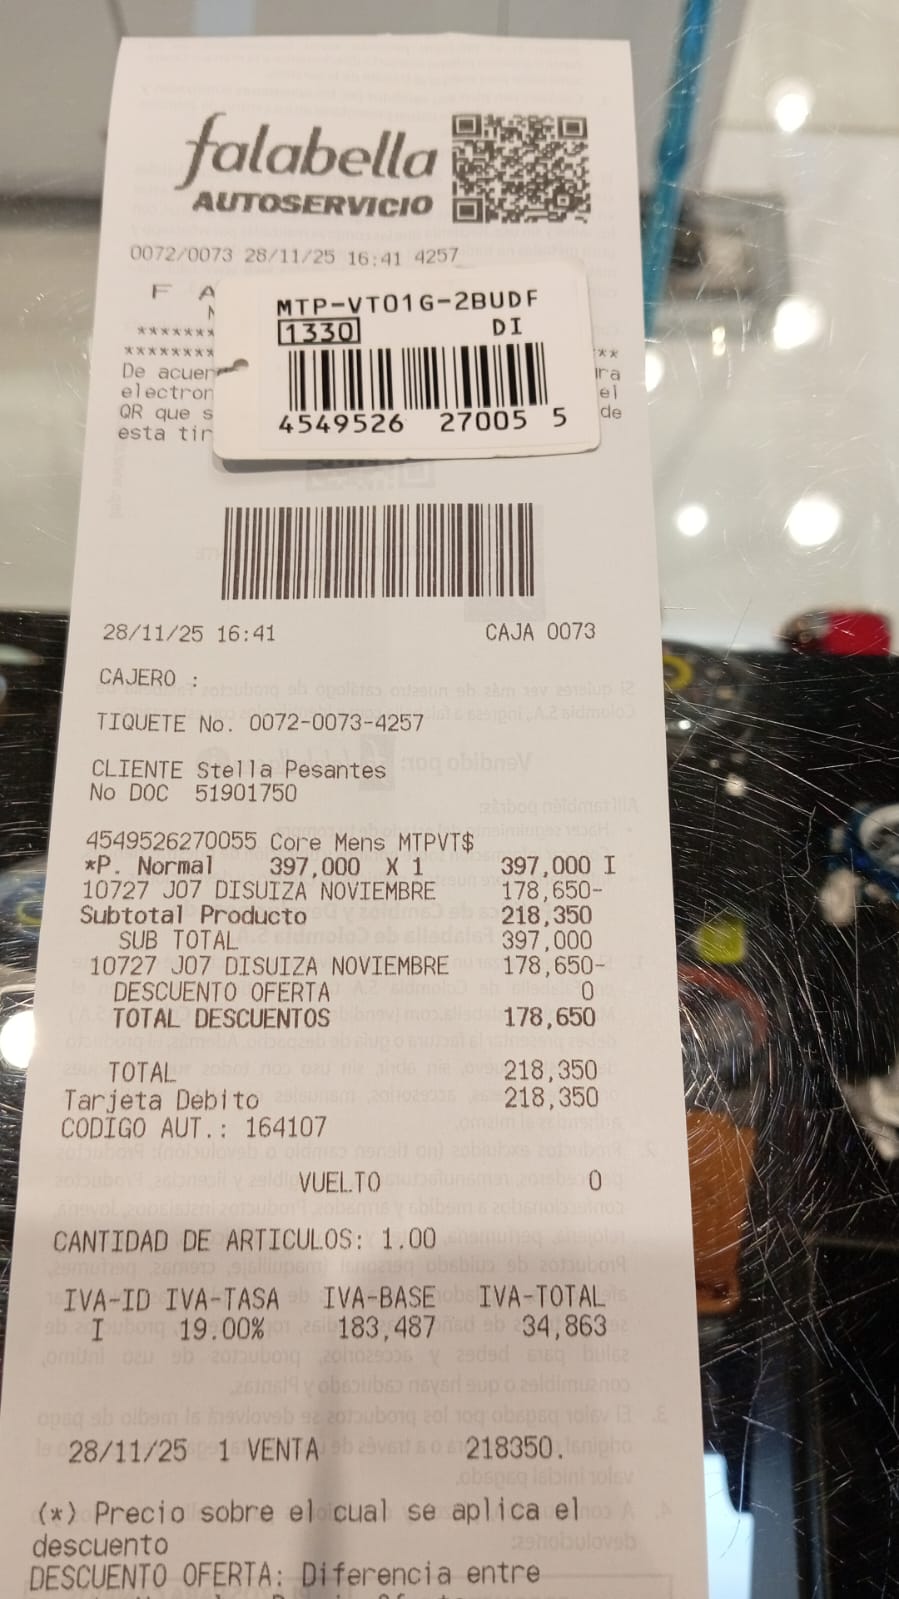 falabella
AUTOSERVICIO
0072/0073 28/11/25 16:41 4257
F A
MTP-VT01G-2BUDF
1330 DI
*******
******* **
De acuer
electron el
QR que s de
esta tir
4549526 27005 5
28/11/25 16:41 CAJA 0073
CAJERO :
TIQUETE No. 0072-0073-4257
CLIENTE Stella Pesantes
No DOC 51901750
4549526270055 Core Mens MTPVT$
*P. Normal 397,000 X 1 397,000 I
10727 J07 DISUIZA NOVIEMBRE 178,650-
Subtotal Producto 218,350
SUB TOTAL 397,000
10727 J07 DISUIZA NOVIEMBRE 178,650-
DESCUENTO OFERTA 0
TOTAL DESCUENTOS 178,650
TOTAL 218,350
Tarjeta Debito 218,350
CODIGO AUT.: 164107
VUELTO 0
CANTIDAD DE ARTICULOS: 1.00
IVA-ID IVA-TASA IVA-BASE IVA-TOTAL
I 19.00% 183,487 34,863
28/11/25 1 VENTA 218350.
(*) Precio sobre el cual se aplica el
descuento
DESCUENTO OFERTA: Diferencia entre